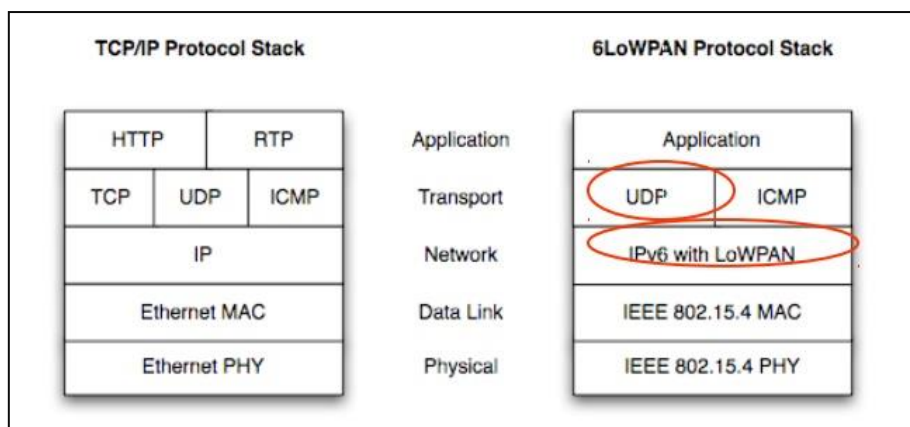 TCP/IP Protocol Stack 6LoWPAN Protocol Stack
HTTP RTP Application Application
TCP UDP ICMP Transport UDP ICMP
IP Network IPv6 with LoWPAN
Ethernet MAC Data Link IEEE 802.15.4 MAC
Ethernet PHY Physical IEEE 802.15.4 PHY